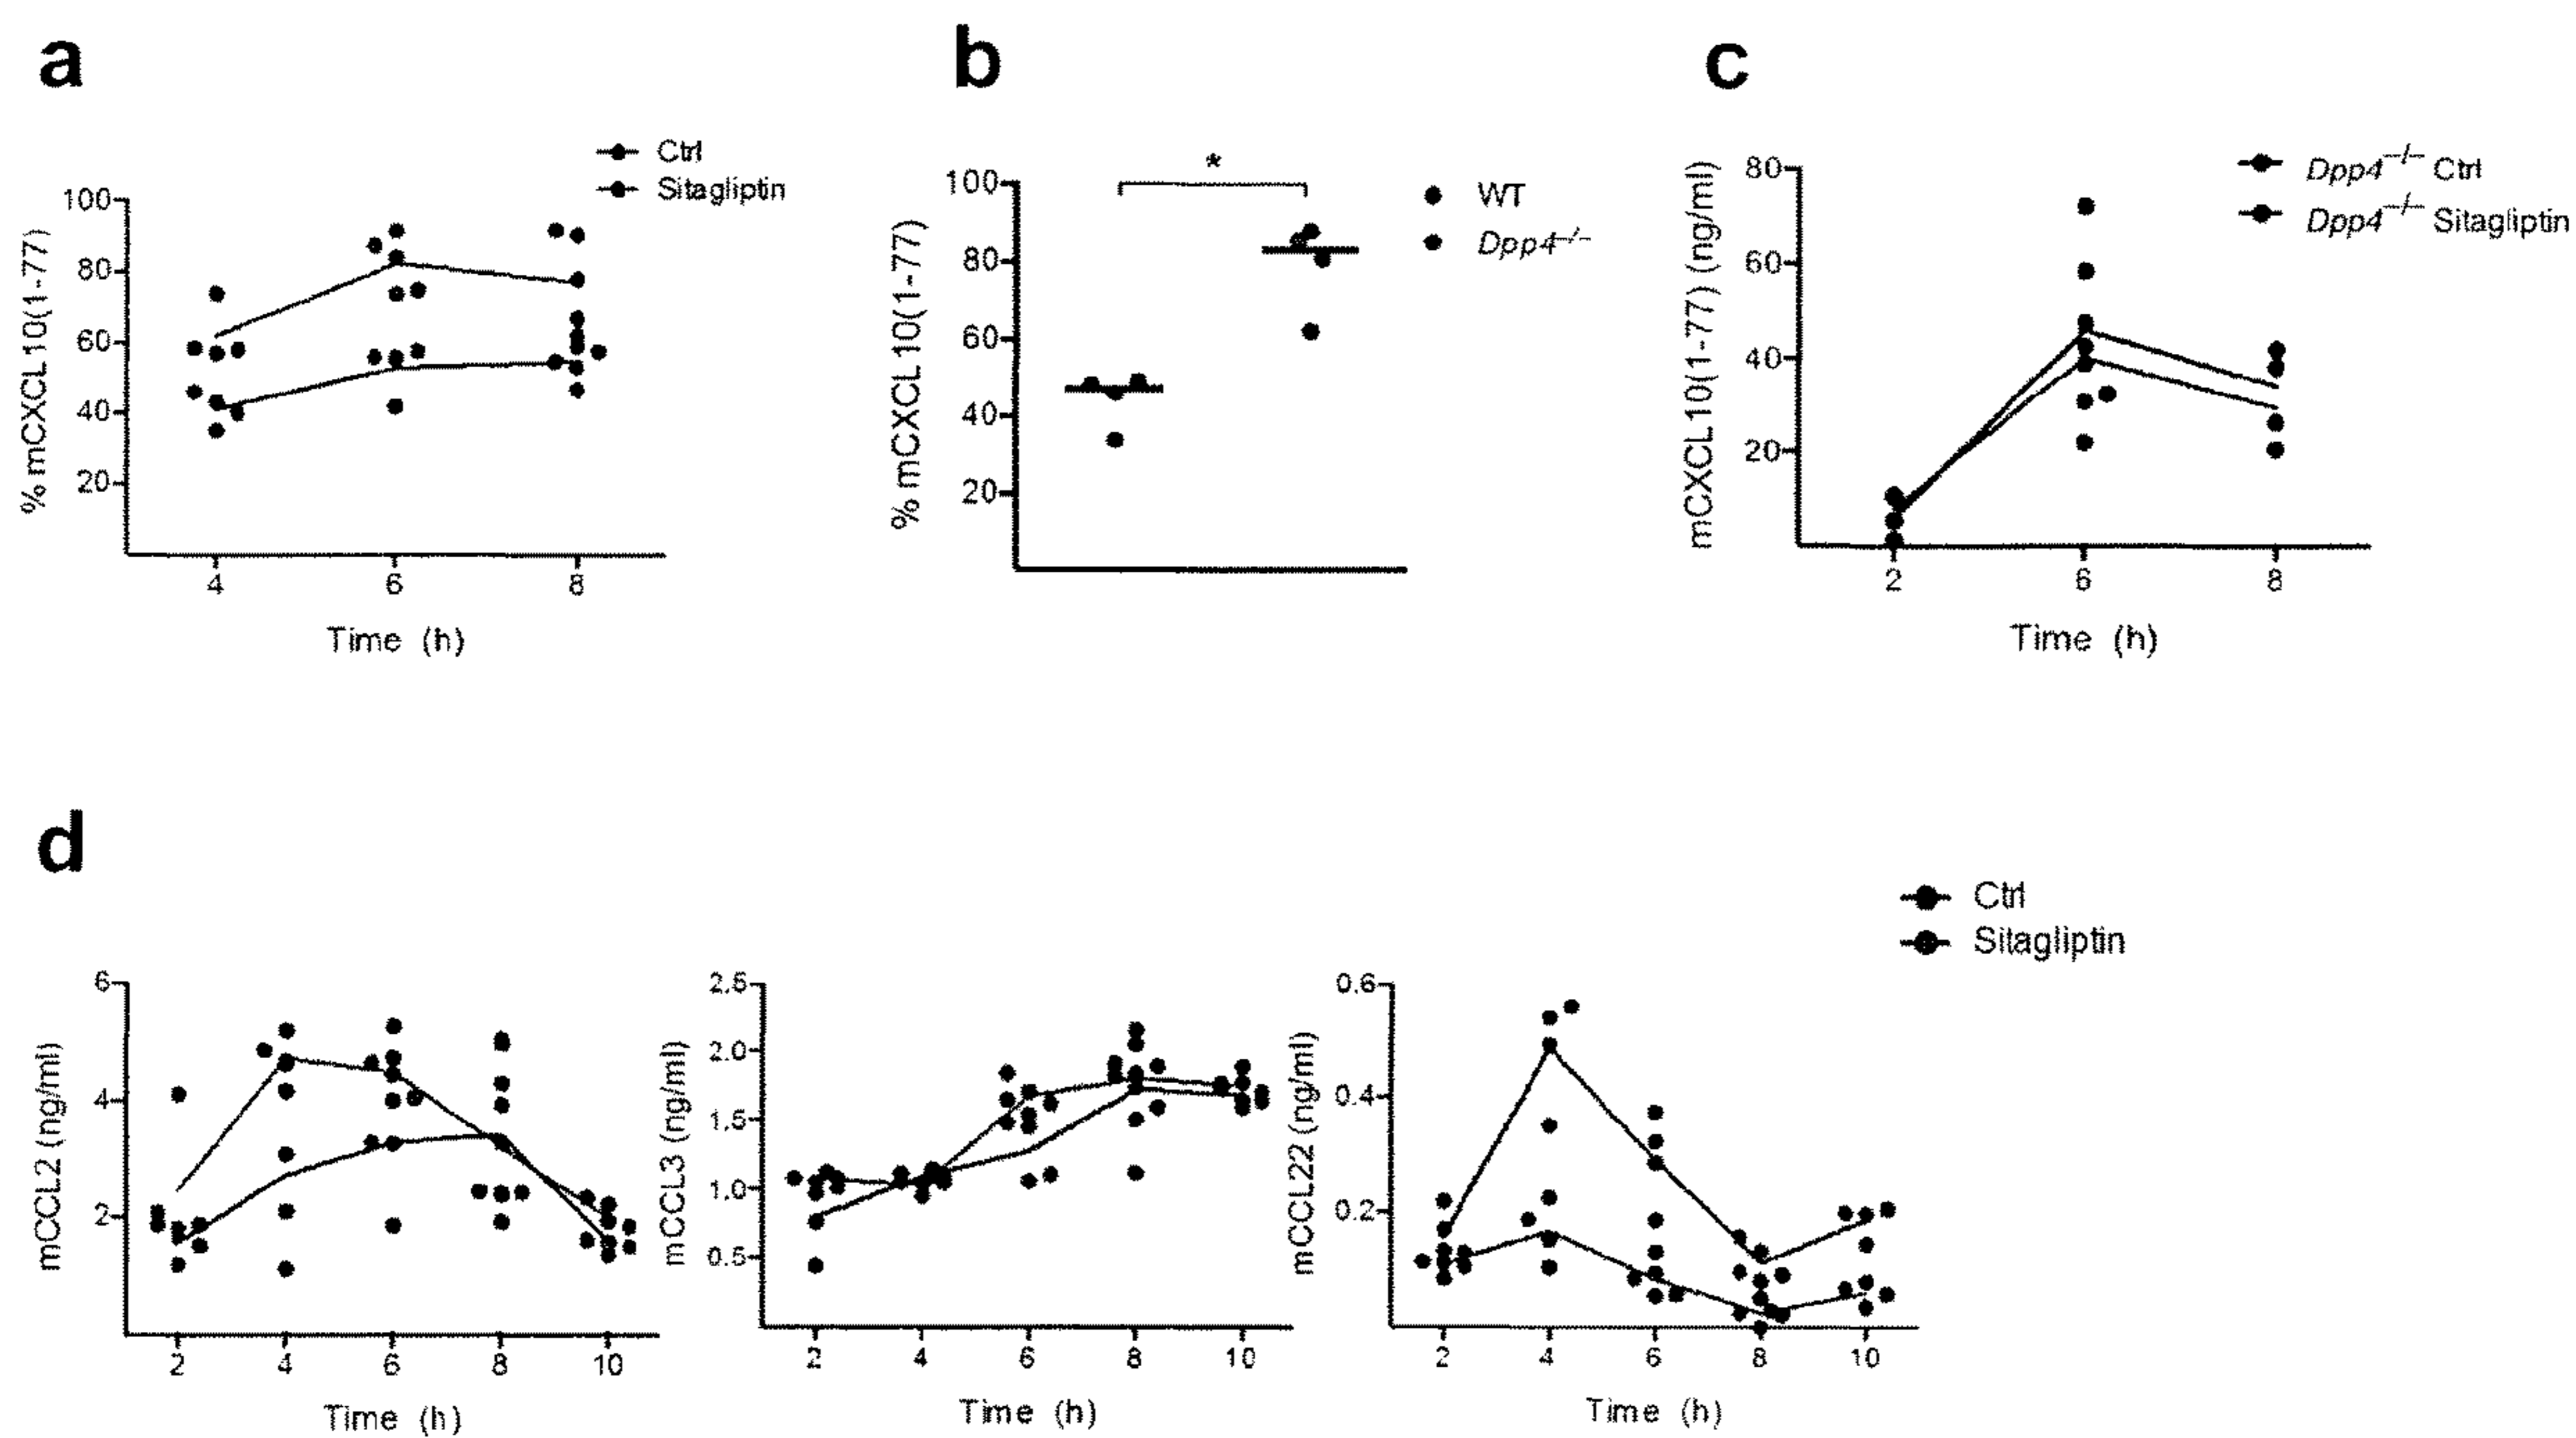 a
Ctrl
Sitagliptin
% mCXCL10(1-77)
100
80
60
40
20
4
6
8
Time (h)
b
*
WT
Dpp4–/–
% mCXCL10(1-77)
100
80
60
40
20
c
Dpp4–/– Ctrl
Dpp4–/– Sitagliptin
mCXCL10(1-77) (ng/ml)
80
60
40
20
2
6
8
Time (h)
d
Ctrl
Sitagliptin
mCCL2 (ng/ml)
6
4
2
2
4
6
8
10
Time (h)
mCCL3 (ng/ml)
2.5
2.0
1.5
1.0
0.5
2
4
6
8
10
Time (h)
mCCL22 (ng/ml)
0.6
0.4
0.2
2
4
6
8
10
Time (h)